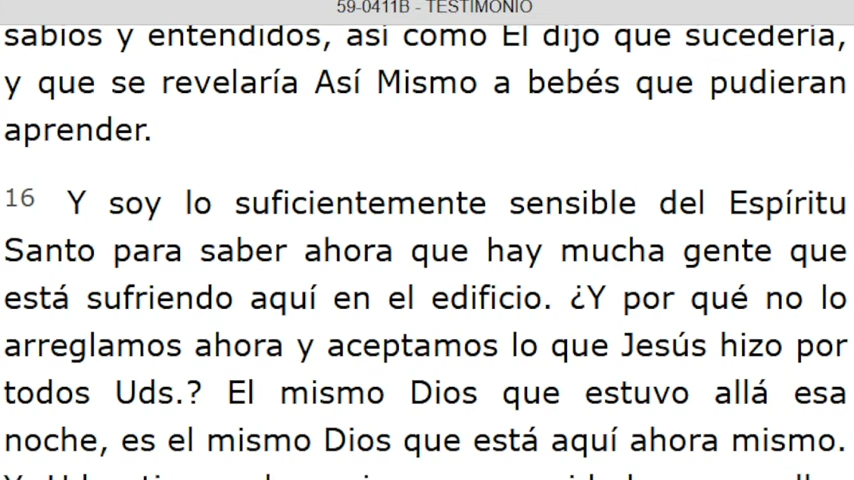 59-0411B - TESTIMONIO
sabios y entendidos, así como Él dijo que sucedería,
y que se revelaría Así Mismo a bebés que pudieran
aprender.
16 Y soy lo suficientemente sensible del Espíritu
Santo para saber ahora que hay mucha gente que
está sufriendo aquí en el edificio. ¿Y por qué no lo
arreglamos ahora y aceptamos lo que Jesús hizo por
todos Uds.? El mismo Dios que estuvo allá esa
noche, es el mismo Dios que está aquí ahora mismo.